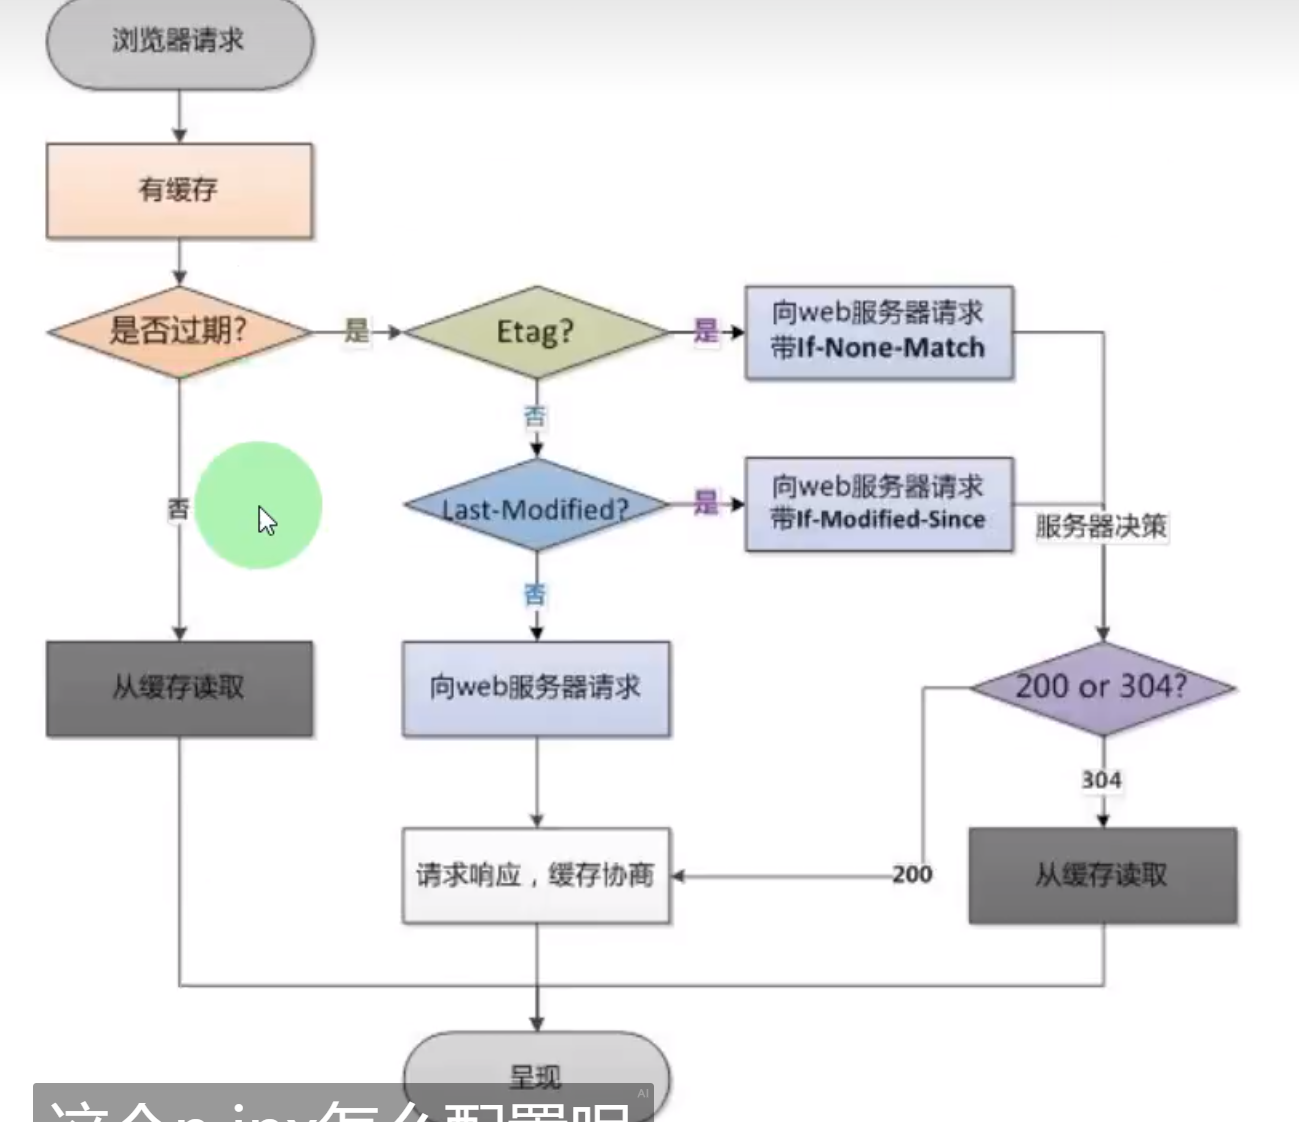 浏览器请求
有缓存
是否过期?
是
Etag?
是
向web服务器请求
带If-None-Match
否
否
Last-Modified?
是
向web服务器请求
带If-Modified-Since
服务器决策
否
从缓存读取
向web服务器请求
200 or 304?
304
请求响应，缓存协商
200
从缓存读取
呈现
AI